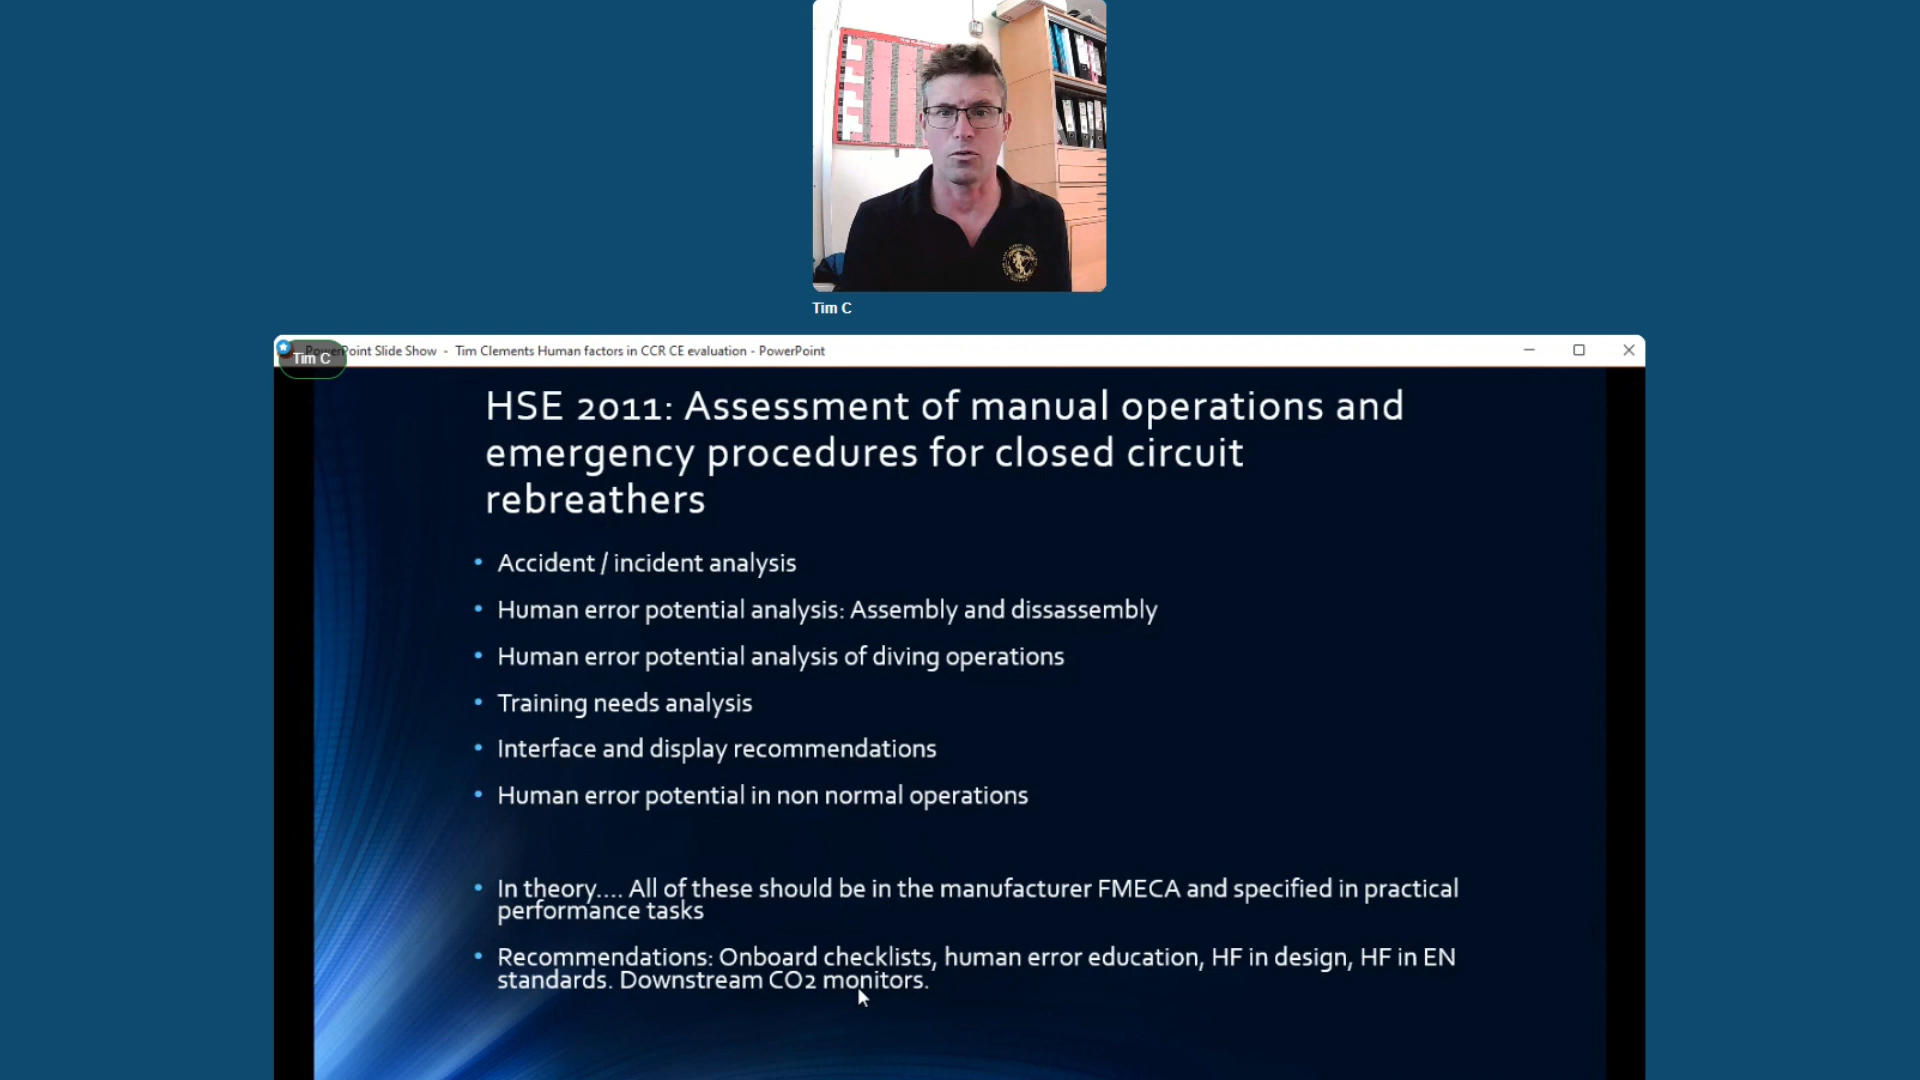 Tim C
PowerPoint Slide Show - Tim Clements Human factors in CCR CE evaluation - PowerPoint
Tim C
HSE 2011: Assessment of manual operations and
emergency procedures for closed circuit
rebreathers
• Accident / incident analysis
• Human error potential analysis: Assembly and dissassembly
• Human error potential analysis of diving operations
• Training needs analysis
• Interface and display recommendations
• Human error potential in non normal operations
• In theory.... All of these should be in the manufacturer FMECA and specified in practical
performance tasks
• Recommendations: Onboard checklists, human error education, HF in design, HF in EN
standards. Downstream CO2 monitors.